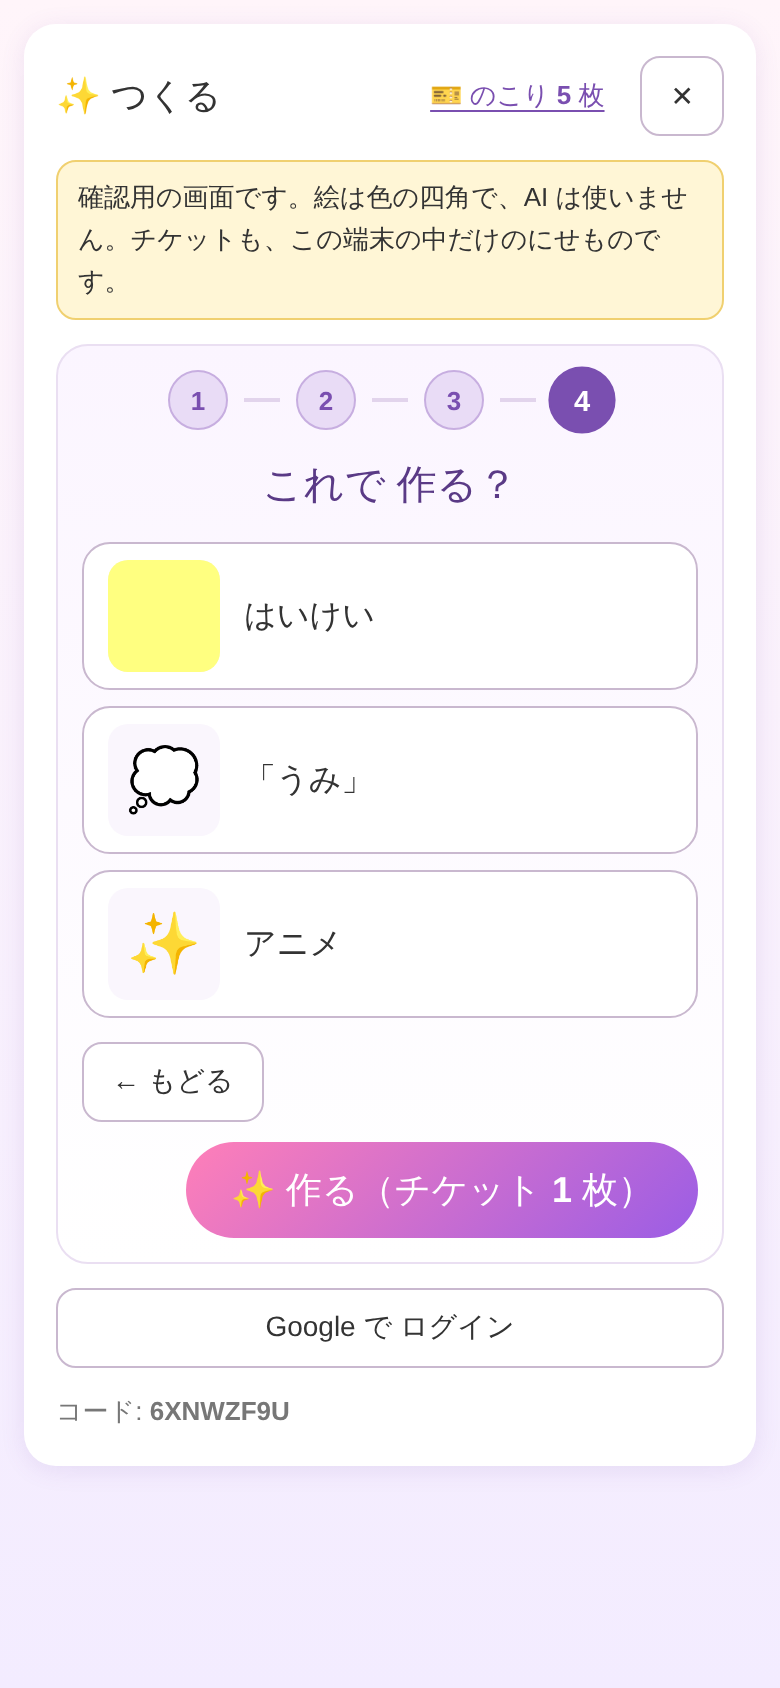 ✨ つくる
🎫 のこり 5 枚
✕
確認用の画面です。絵は色の四角で、AI は使いませ
ん。チケットも、この端末の中だけのにせもので
す。
1
2
3
4
これで 作る？
はいけい
「うみ」
アニメ
← もどる
✨ 作る（チケット 1 枚）
Google で ログイン
コード: 6XNWZF9U